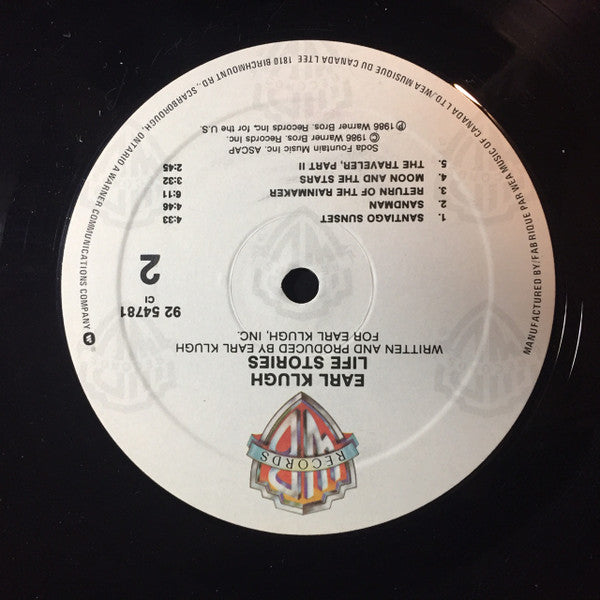 RECORDS
EARL KLUGH
LIFE STORIES
WRITTEN AND PRODUCED BY EARL KLUGH
FOR EARL KLUGH, INC.
92 54781
CI
2
1. SANTIAGO SUNSET 4:33
2. SANDMAN 4:46
3. RETURN OF THE RAINMAKER 6:11
4. MOON AND THE STARS 3:32
5. THE TRAVELER, PART II 2:45
Soda Fountain Music Inc. ASCAP
© 1986 Warner Bros. Records Inc.
℗ 1986 Warner Bros. Records Inc. for the U.S.
MANUFACTURED BY/FABRIQUÉ PAR WEA MUSIC OF CANADA LTD./WEA MUSIQUE DU CANADA LTEE 1810 BIRCHMOUNT RD., SCARBOROUGH, ONTARIO A WARNER COMMUNICATIONS COMPANY